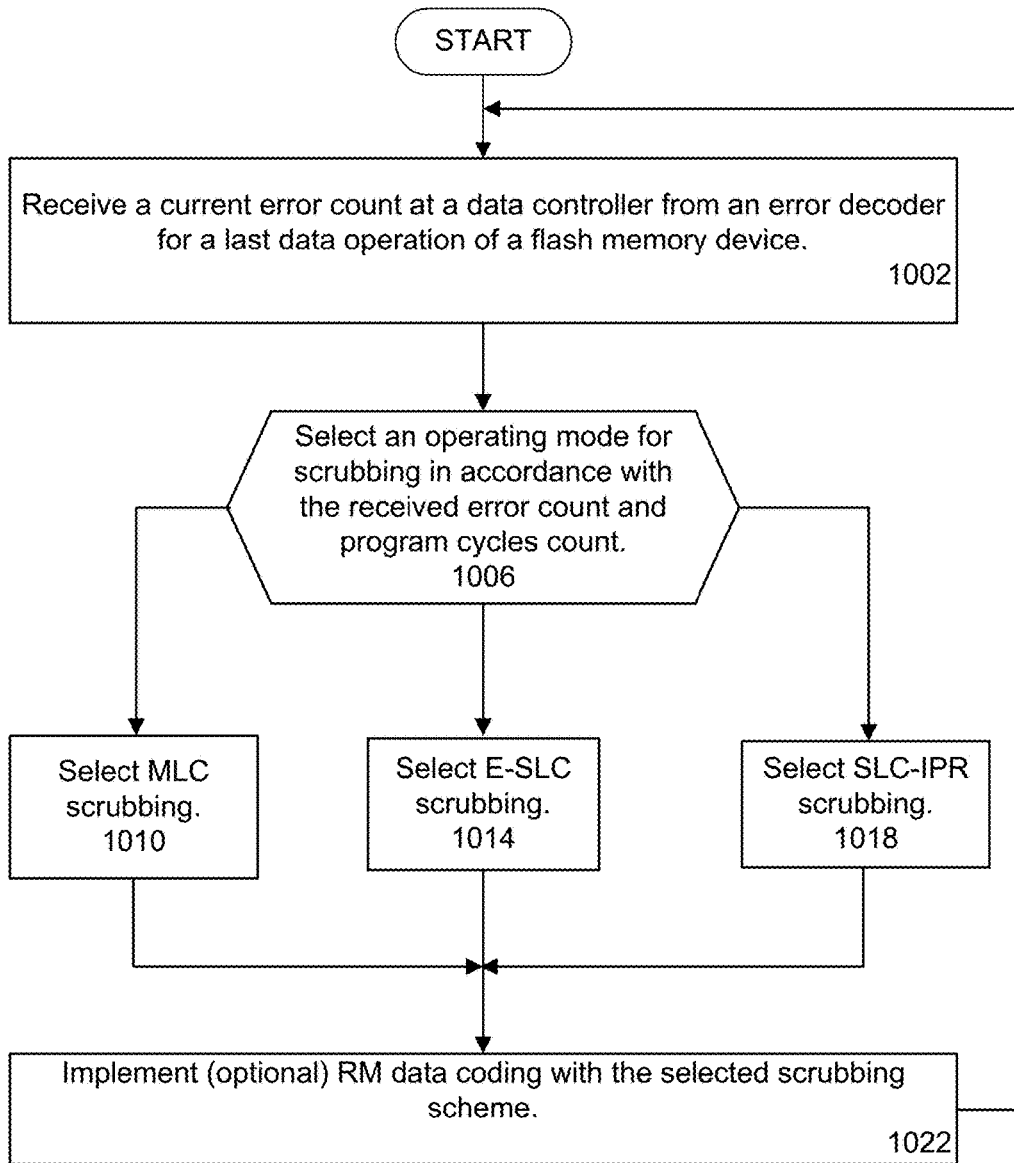 START
Receive a current error count at a data controller from an error decoder
for a last data operation of a flash memory device.
1002
Select an operating mode for
scrubbing in accordance with
the received error count and
program cycles count.
1006
Select MLC
scrubbing.
1010
Select E-SLC
scrubbing.
1014
Select SLC-IPR
scrubbing.
1018
Implement (optional) RM data coding with the selected scrubbing
scheme.
1022